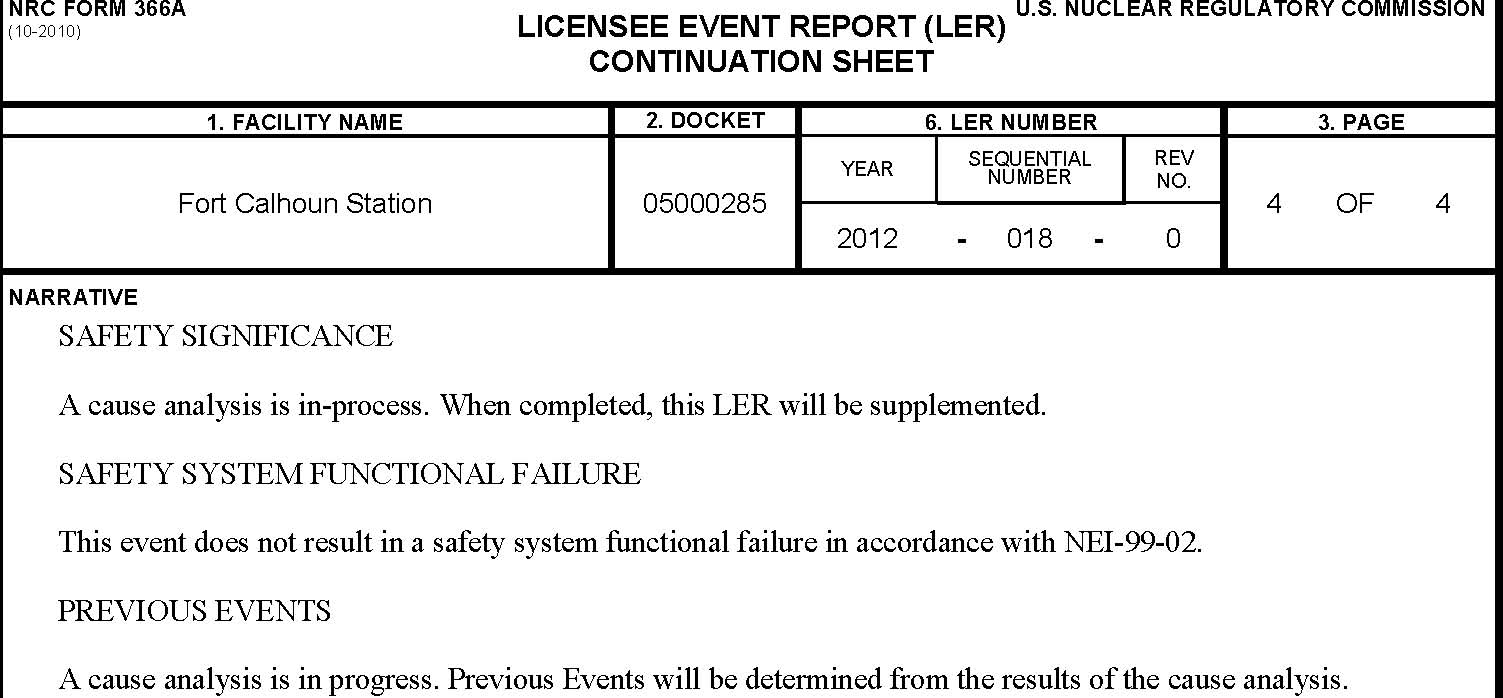 NRC FORM 366A
(10-2010)
U.S. NUCLEAR REGULATORY COMMISSION
LICENSEE EVENT REPORT (LER)
CONTINUATION SHEET
1. FACILITY NAME
2. DOCKET
6. LER NUMBER
3. PAGE
Fort Calhoun Station
05000285
YEAR
SEQUENTIAL
NUMBER
REV
NO.
2012 - 018 - 0
4 OF 4
NARRATIVE
SAFETY SIGNIFICANCE
A cause analysis is in-process. When completed, this LER will be supplemented.
SAFETY SYSTEM FUNCTIONAL FAILURE
This event does not result in a safety system functional failure in accordance with NEI-99-02.
PREVIOUS EVENTS
A cause analysis is in progress. Previous Events will be determined from the results of the cause analysis.